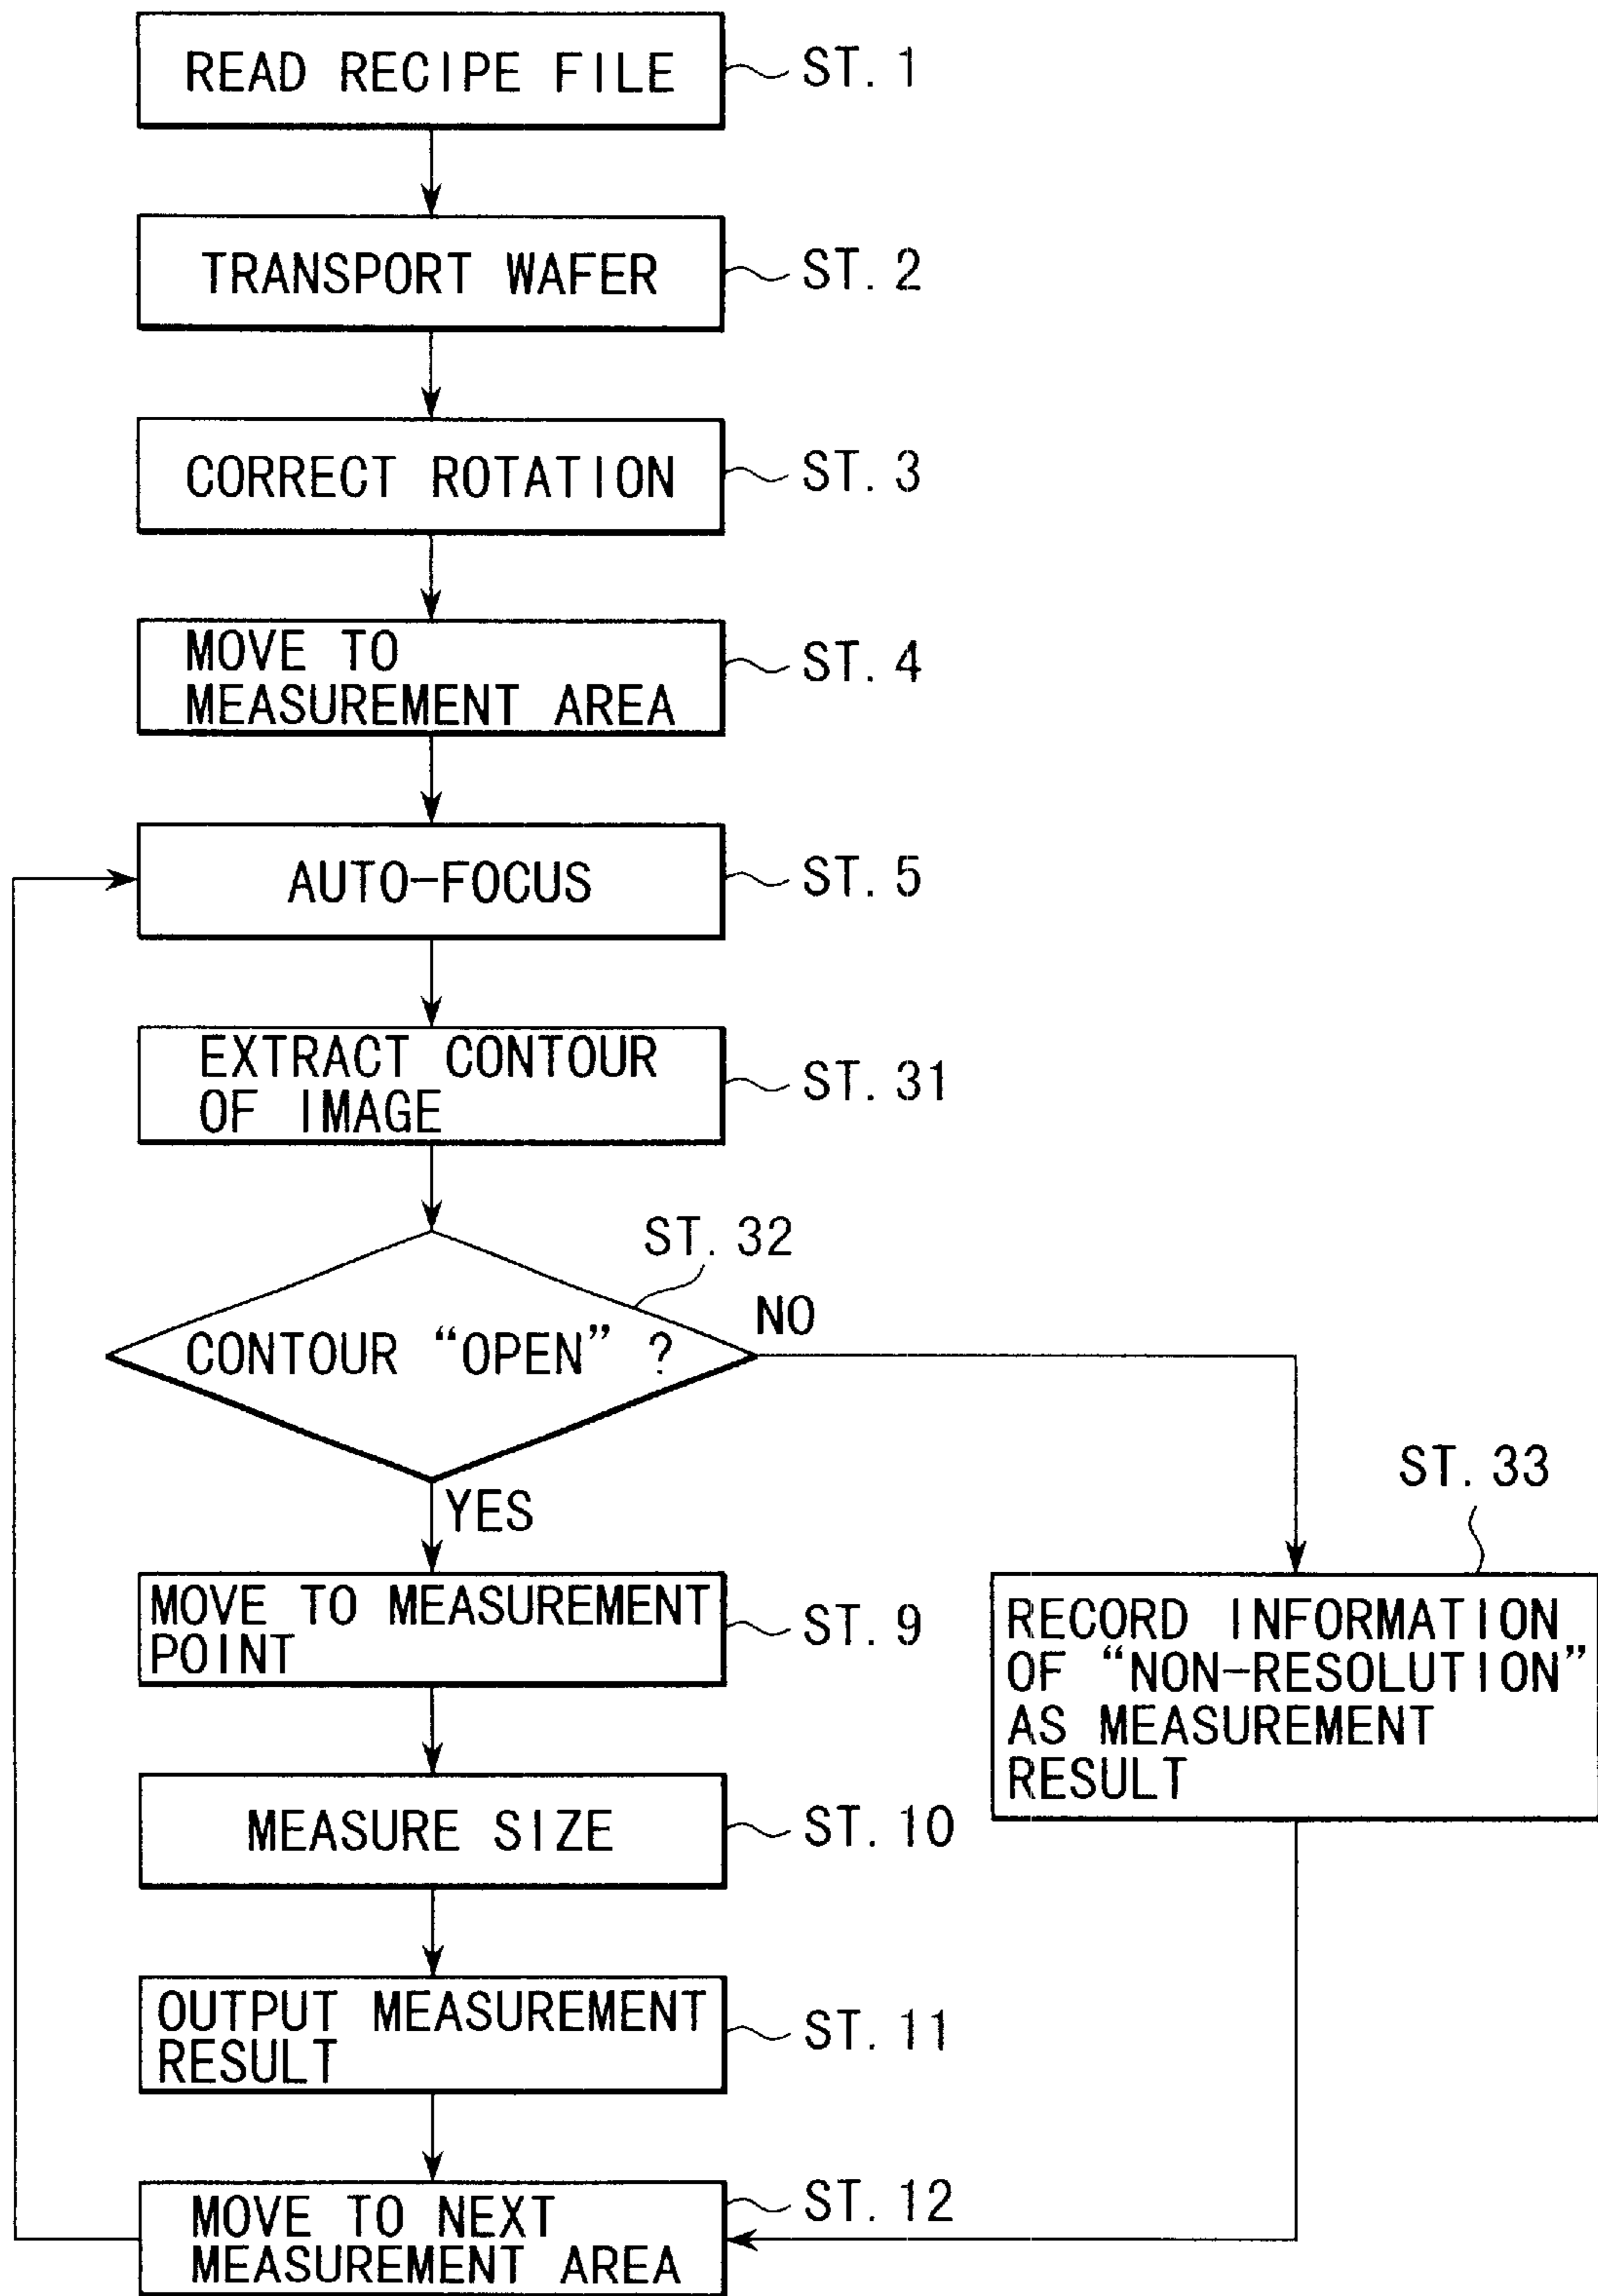 READ RECIPE FILE
ST. 1
TRANSPORT WAFER
ST. 2
CORRECT ROTATION
ST. 3
MOVE TO
MEASUREMENT AREA
ST. 4
AUTO-FOCUS
ST. 5
EXTRACT CONTOUR
OF IMAGE
ST. 31
ST. 32
CONTOUR “OPEN” ?
NO
YES
ST. 33
RECORD INFORMATION
OF “NON-RESOLUTION”
AS MEASUREMENT
RESULT
MOVE TO MEASUREMENT
POINT
ST. 9
MEASURE SIZE
ST. 10
OUTPUT MEASUREMENT
RESULT
ST. 11
MOVE TO NEXT
MEASUREMENT AREA
ST. 12